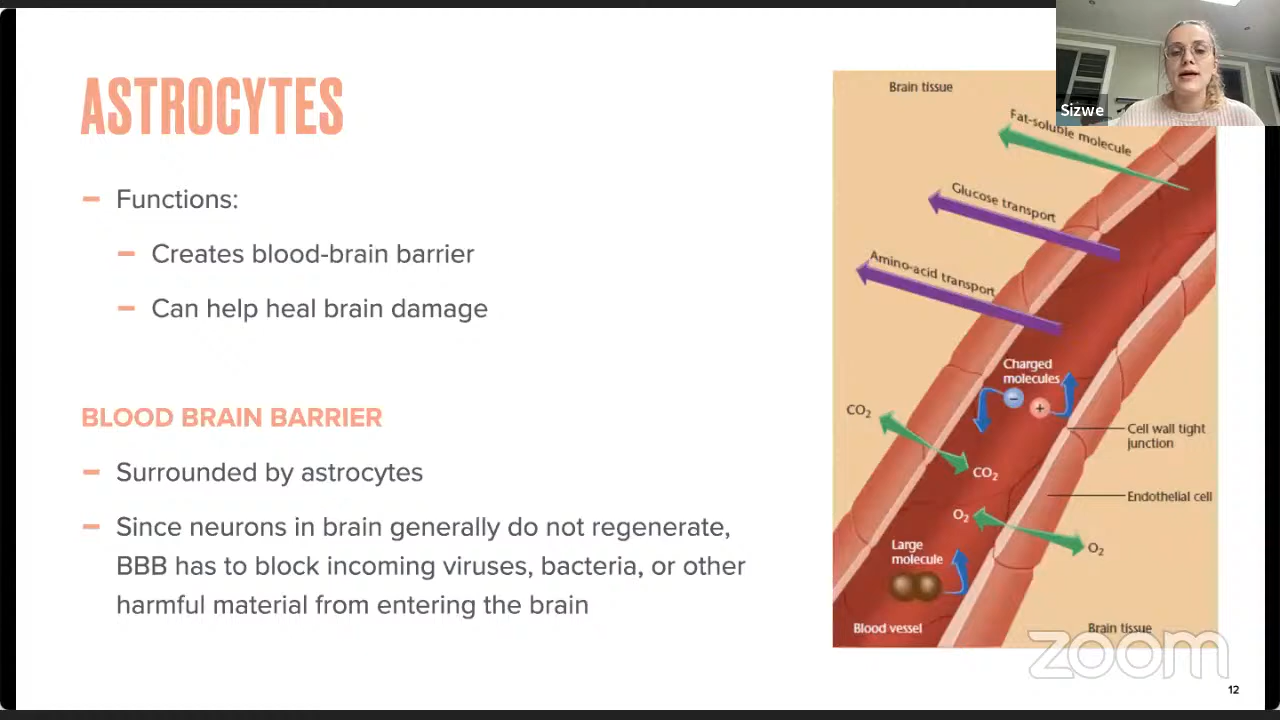 ASTROCYTES
– Functions:
– Creates blood-brain barrier
– Can help heal brain damage
BLOOD BRAIN BARRIER
– Surrounded by astrocytes
– Since neurons in brain generally do not regenerate,
BBB has to block incoming viruses, bacteria, or other
harmful material from entering the brain
Sizwe
Brain tissue
Fat-soluble molecule
Glucose transport
Amino-acid transport
Charged
molecules
−
+
CO₂
CO₂
Cell wall tight
junction
Endothelial cell
O₂
O₂
Large
molecule
Blood vessel
Brain tissue
zoom
12